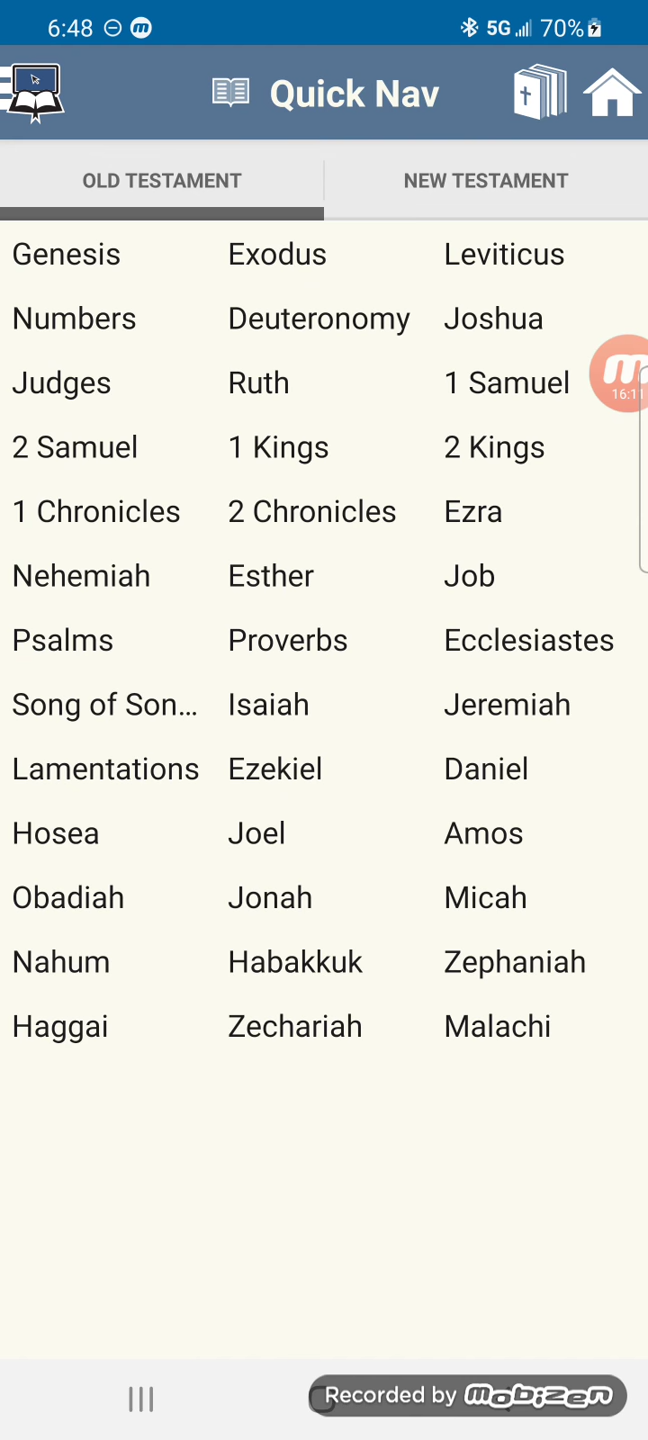 6:48 m 5G 70%
Quick Nav
OLD TESTAMENT NEW TESTAMENT
Genesis Exodus Leviticus
Numbers Deuteronomy Joshua
Judges Ruth 1 Samuel
m
16:11
2 Samuel 1 Kings 2 Kings
1 Chronicles 2 Chronicles Ezra
Nehemiah Esther Job
Psalms Proverbs Ecclesiastes
Song of Son... Isaiah Jeremiah
Lamentations Ezekiel Daniel
Hosea Joel Amos
Obadiah Jonah Micah
Nahum Habakkuk Zephaniah
Haggai Zechariah Malachi
Recorded by mobizen